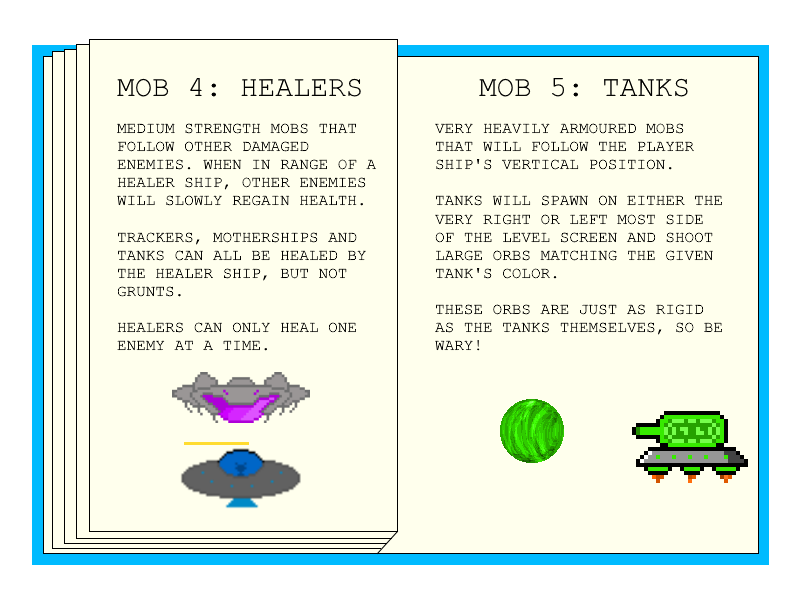 MOB 4: HEALERS
MEDIUM STRENGTH MOBS THAT
FOLLOW OTHER DAMAGED
ENEMIES. WHEN IN RANGE OF A
HEALER SHIP, OTHER ENEMIES
WILL SLOWLY REGAIN HEALTH.
TRACKERS, MOTHERSHIPS AND
TANKS CAN ALL BE HEALED BY
THE HEALER SHIP, BUT NOT
GRUNTS.
HEALERS CAN ONLY HEAL ONE
ENEMY AT A TIME.
MOB 5: TANKS
VERY HEAVILY ARMOURED MOBS
THAT WILL FOLLOW THE PLAYER
SHIP'S VERTICAL POSITION.
TANKS WILL SPAWN ON EITHER THE
VERY RIGHT OR LEFT MOST SIDE
OF THE LEVEL SCREEN AND SHOOT
LARGE ORBS MATCHING THE GIVEN
TANK'S COLOR.
THESE ORBS ARE JUST AS RIGID
AS THE TANKS THEMSELVES, SO BE
WARY!